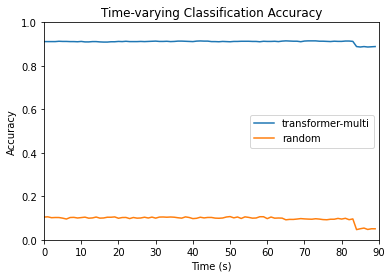 Time-varying Classification Accuracy
Accuracy
1.0
0.8
0.6
0.4
0.2
0.0
transformer-multi
random
0 10 20 30 40 50 60 70 80 90
Time (s)